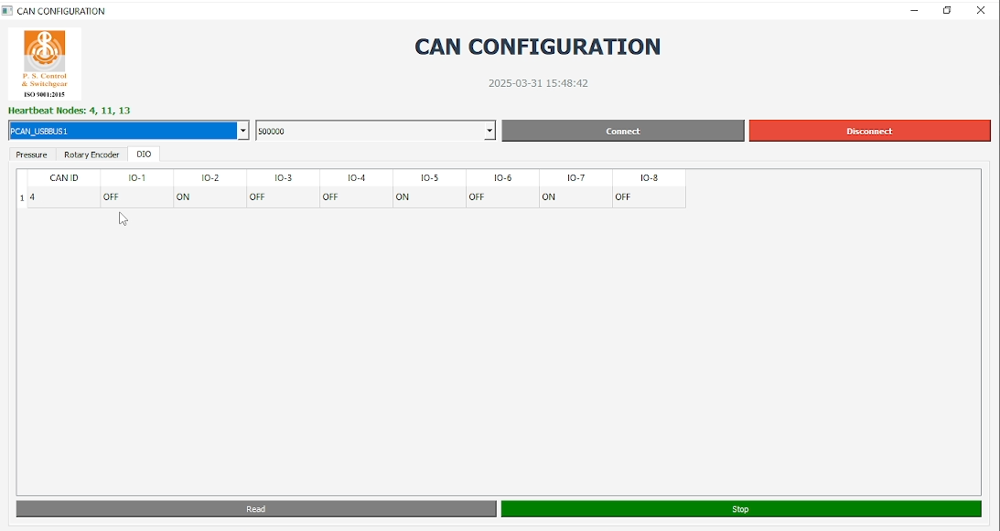 CAN CONFIGURATION
CAN CONFIGURATION
P. S. Control
& Switchgear
ISO 9001:2015
2025-03-31 15:48:42
Heartbeat Nodes: 4, 11, 13
PCAN_USBBUS1 500000 Connect Disconnect
Pressure Rotary Encoder DIO
CAN ID IO-1 IO-2 IO-3 IO-4 IO-5 IO-6 IO-7 IO-8
1 4 OFF ON OFF OFF ON OFF ON OFF
Read Stop